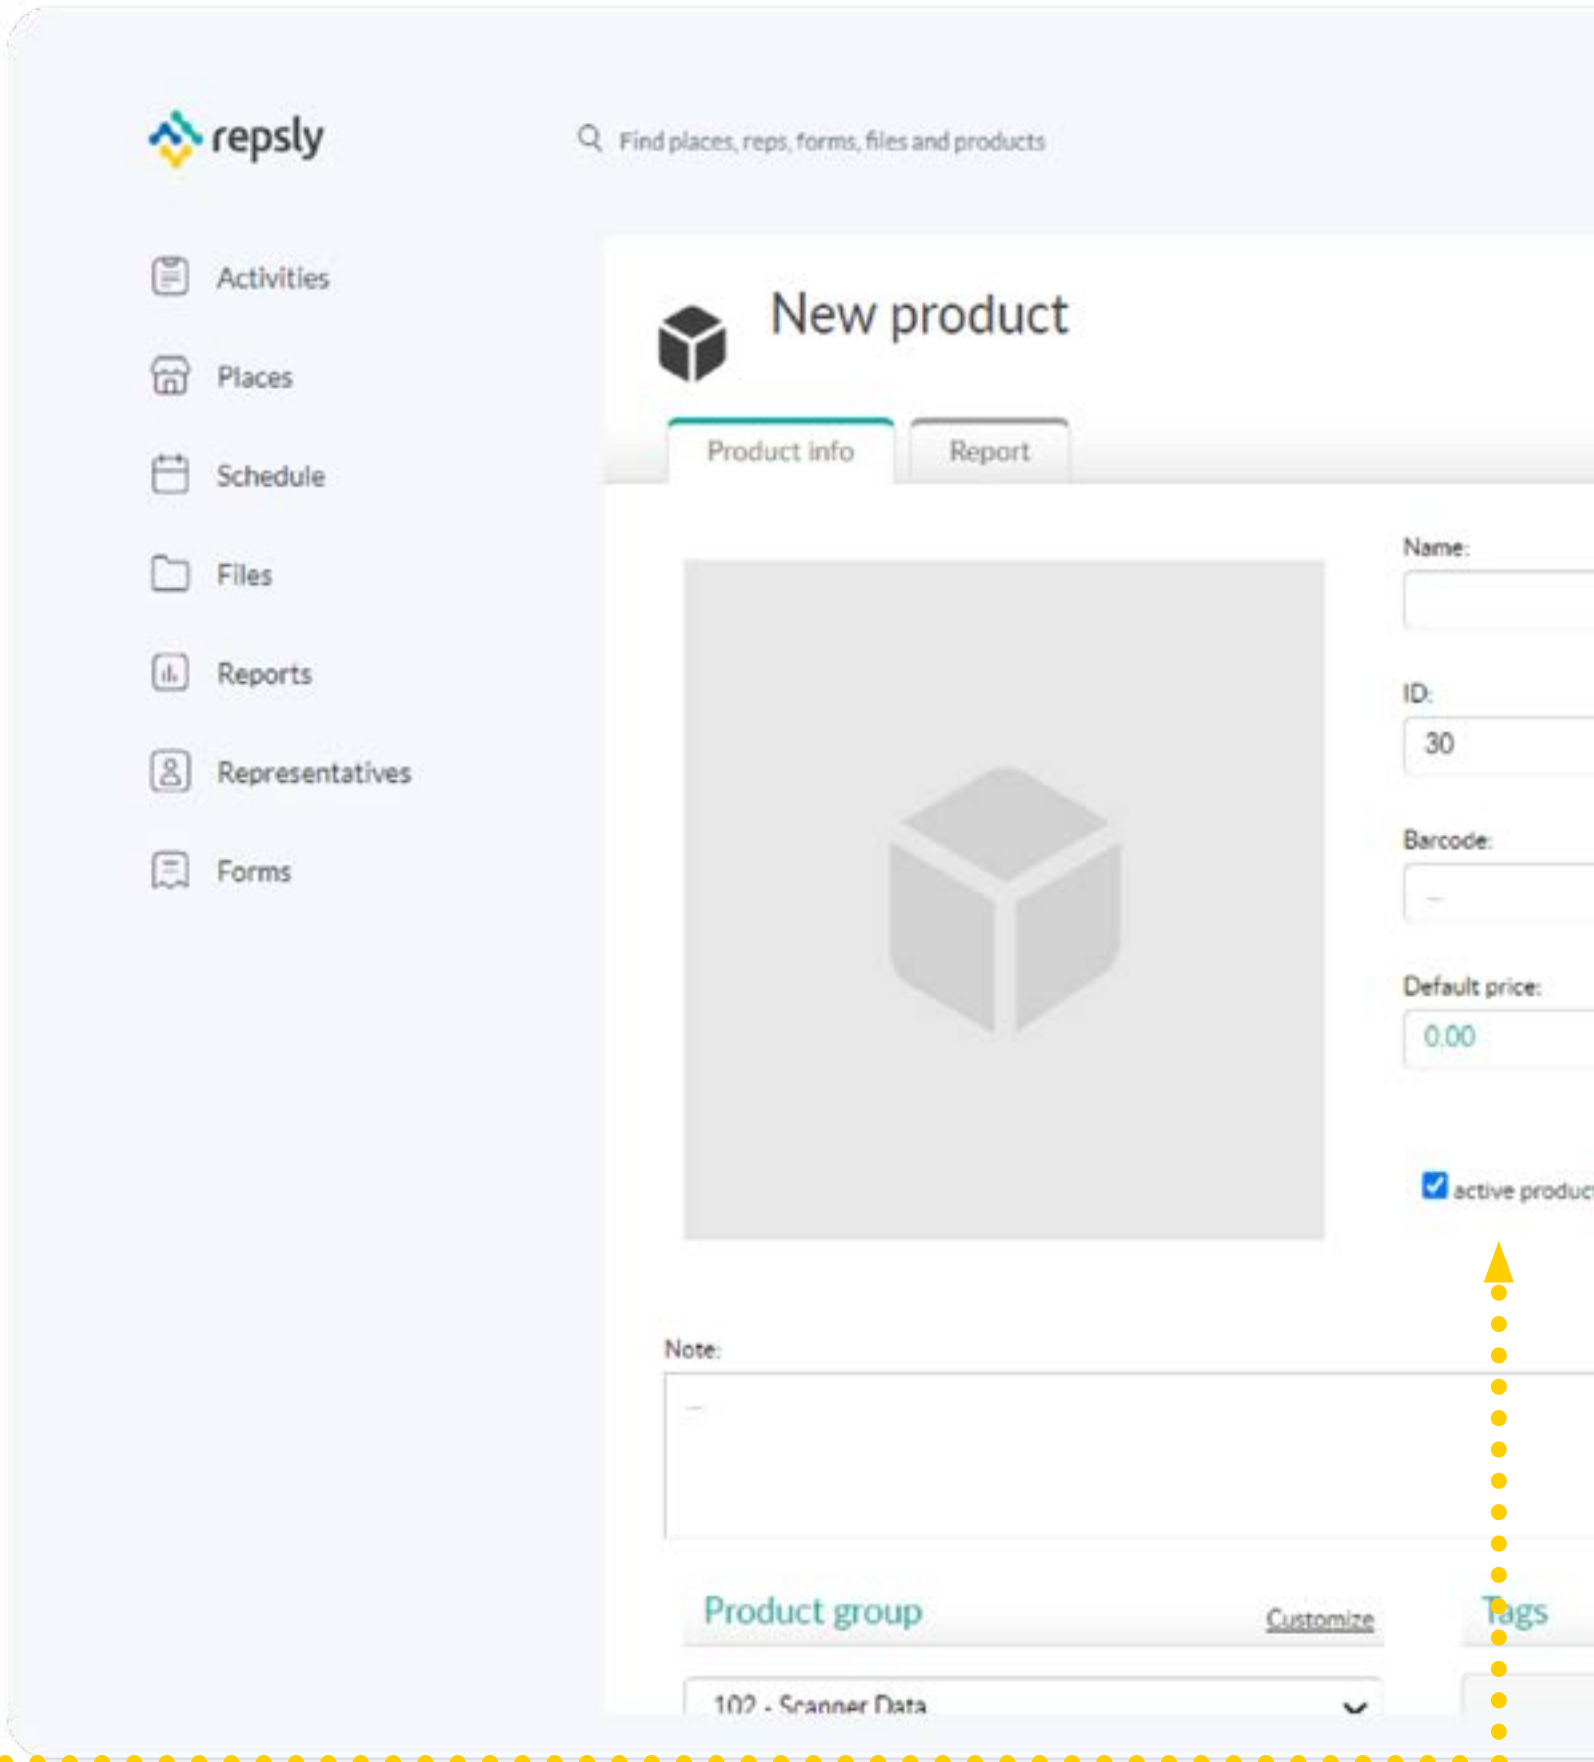 repsly
Find places, reps, forms, files and products
Activities
Places
Schedule
Files
Reports
Representatives
Forms
New product
Product info
Report
Name:
ID:
30
Barcode:
Default price:
0.00
active product
Note:
Product group
Customize
Tags
102 - Scanner Data